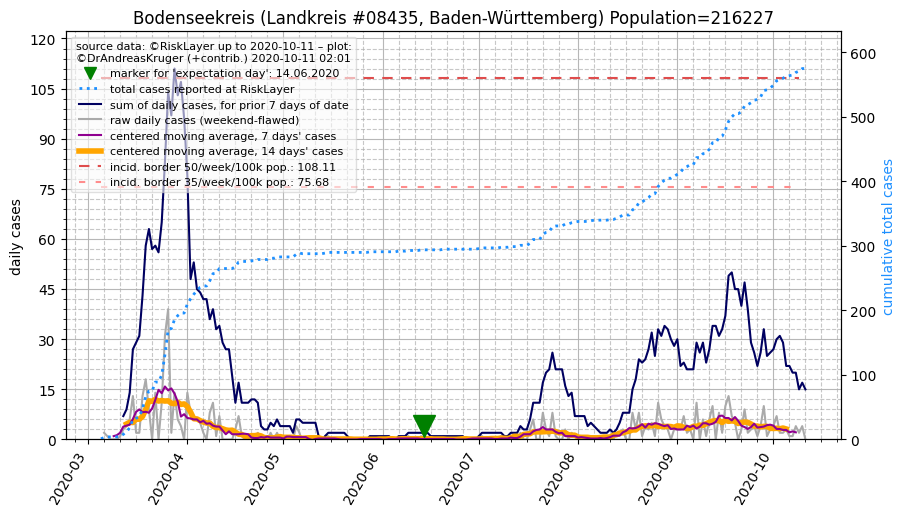 Bodenseekreis (Landkreis #08435, Baden-Württemberg) Population=216227
source data: ©RiskLayer up to 2020-10-11 – plot:
©DrAndreasKruger (+contrib.) 2020-10-11 02:01
marker for 'expectation day': 14.06.2020
total cases reported at RiskLayer
sum of daily cases, for prior 7 days of date
raw daily cases (weekend-flawed)
centered moving average, 7 days' cases
centered moving average, 14 days' cases
incid. border 50/week/100k pop.: 108.11
incid. border 35/week/100k pop.: 75.68
daily cases
120
105
90
75
60
45
30
15
0
cumulative total cases
600
500
400
300
200
100
0
2020-03
2020-04
2020-05
2020-06
2020-07
2020-08
2020-09
2020-10